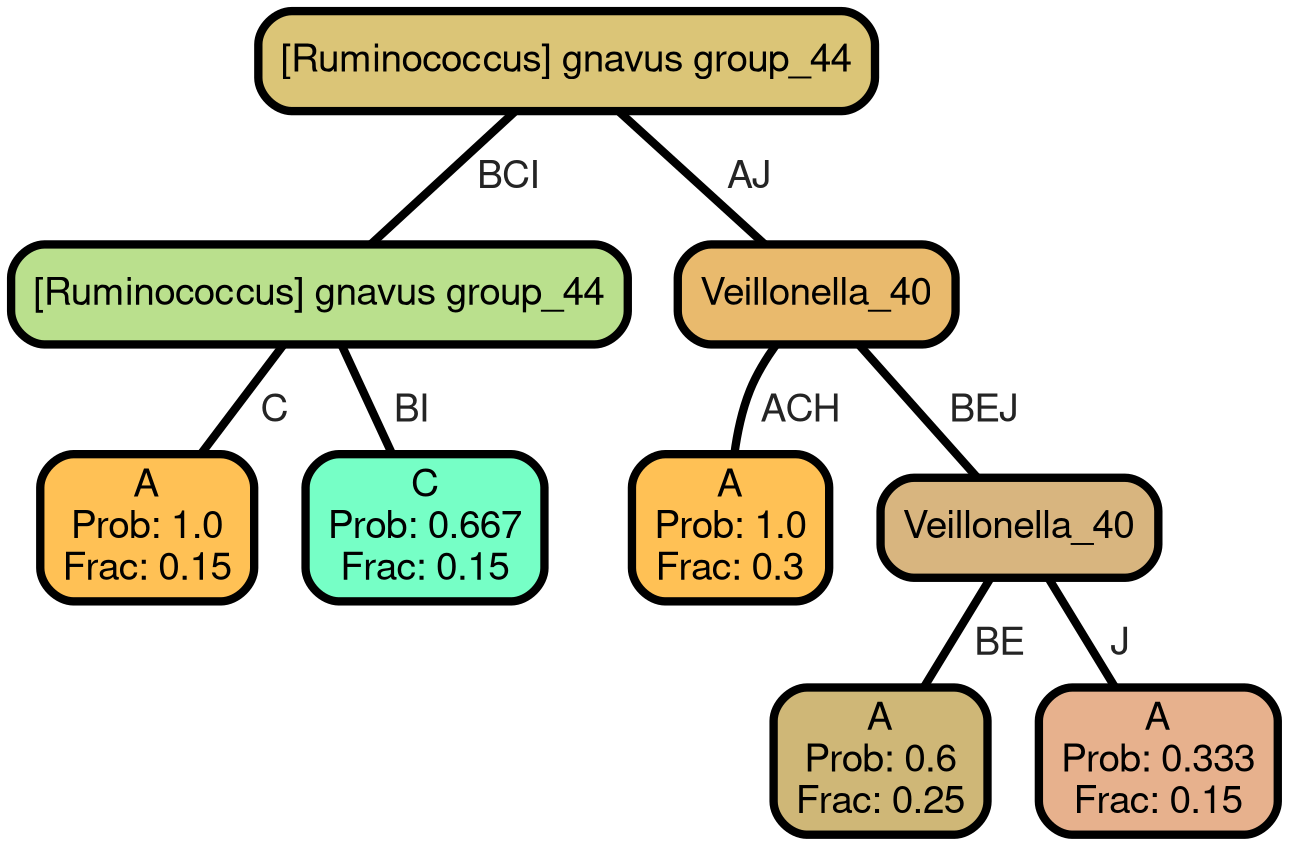 [Ruminococcus] gnavus group_44
BCI
AJ
[Ruminococcus] gnavus group_44
Veillonella_40
C
BI
ACH
BEJ
A
Prob: 1.0
Frac: 0.15
C
Prob: 0.667
Frac: 0.15
A
Prob: 1.0
Frac: 0.3
Veillonella_40
BE
J
A
Prob: 0.6
Frac: 0.25
A
Prob: 0.333
Frac: 0.15